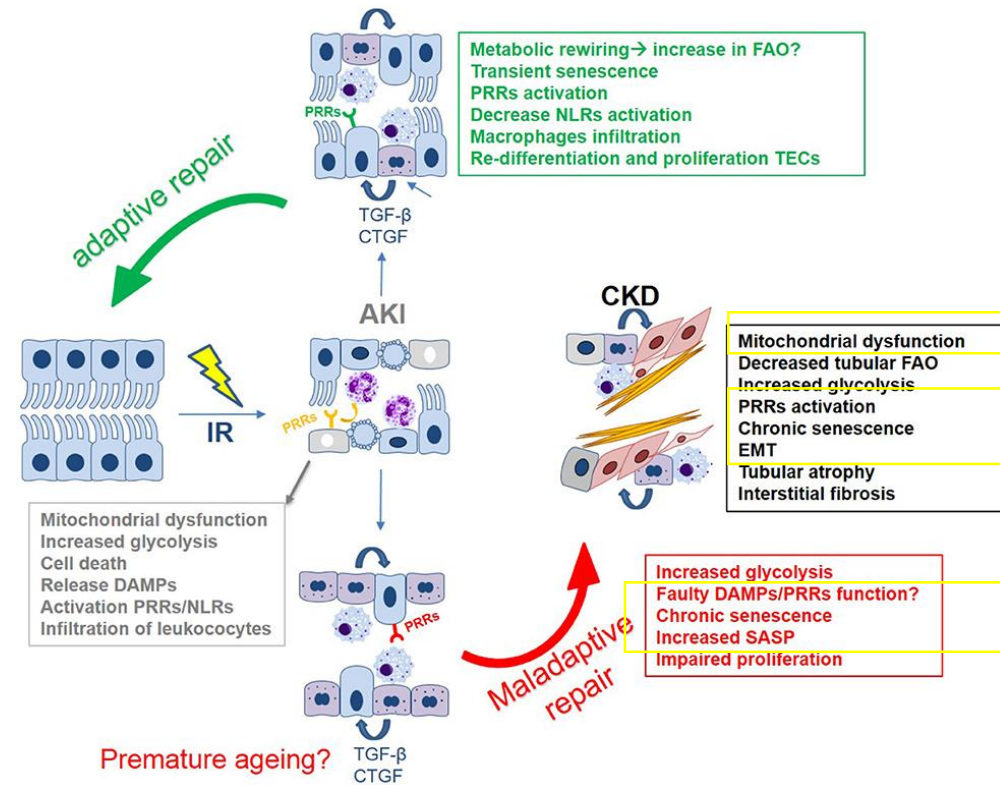 Metabolic rewiring→ increase in FAO?
Transient senescence
PRRs activation
Decrease NLRs activation
Macrophages infiltration
Re-differentiation and proliferation TECs
PRRs
TGF-β
CTGF
adaptive repair
AKI
IR
PRRs
Mitochondrial dysfunction
Increased glycolysis
Cell death
Release DAMPs
Activation PRRs/NLRs
Infiltration of leukococytes
CKD
Mitochondrial dysfunction
Decreased tubular FAO
Increased glycolysis
PRRs activation
Chronic senescence
EMT
Tubular atrophy
Interstitial fibrosis
PRRs
Maladaptive
repair
Increased glycolysis
Faulty DAMPs/PRRs function?
Chronic senescence
Increased SASP
Impaired proliferation
Premature ageing?
TGF-β
CTGF